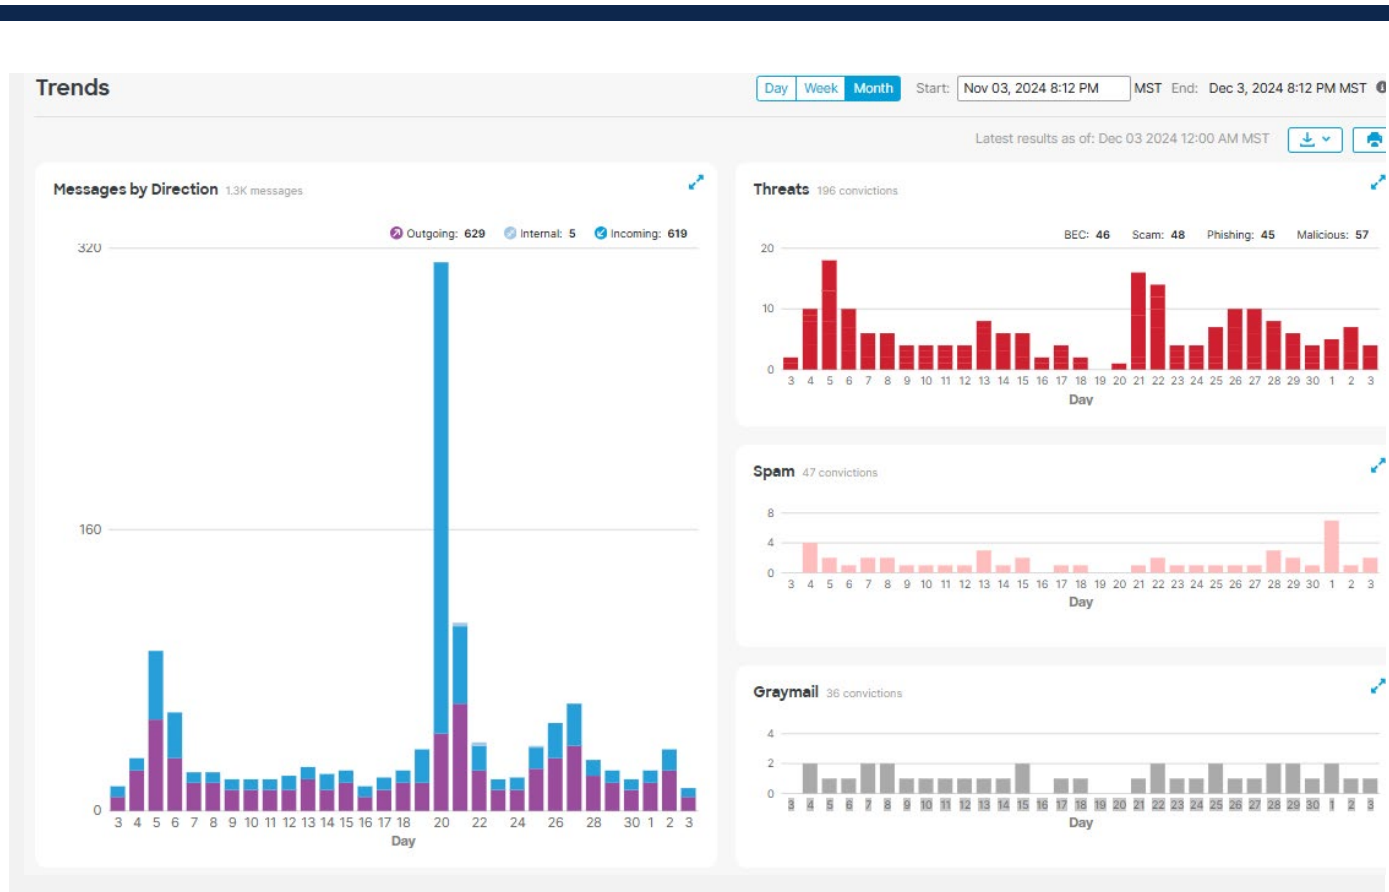 Trends
Day Week Month Start: Nov 03, 2024 8:12 PM MST End: Dec 3, 2024 8:12 PM MST
Latest results as of: Dec 03 2024 12:00 AM MST
Messages by Direction 1.3K messages
Outgoing: 629 Internal: 5 Incoming: 619
320
160
0
3 4 5 6 7 8 9 10 11 12 13 14 15 16 17 18 20 22 24 26 28 30 1 2 3
Day
Threats 196 convictions
BEC: 46 Scam: 48 Phishing: 45 Malicious: 57
20
10
0
3 4 5 6 7 8 9 10 11 12 13 14 15 16 17 18 19 20 21 22 23 24 25 26 27 28 29 30 1 2 3
Day
Spam 47 convictions
8
4
0
3 4 5 6 7 8 9 10 11 12 13 14 15 16 17 18 19 20 21 22 23 24 25 26 27 28 29 30 1 2 3
Day
Graymail 36 convictions
4
2
0
3 4 5 6 7 8 9 10 11 12 13 14 15 16 17 18 19 20 21 22 23 24 25 26 27 28 29 30 1 2 3
Day